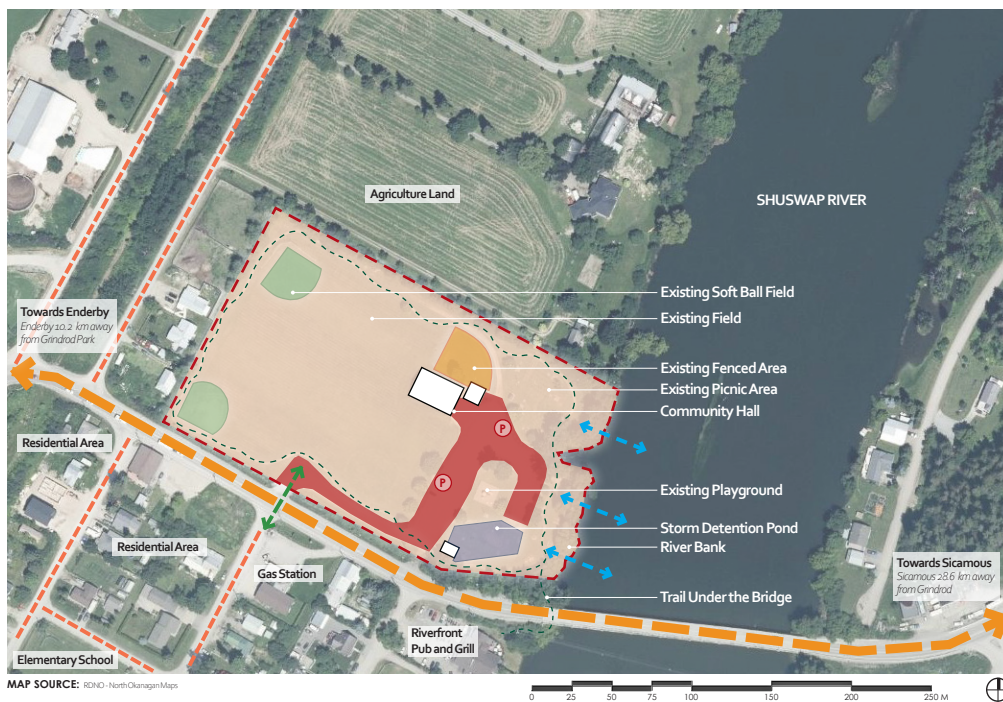 SHUSWAP RIVER
Agriculture Land
Existing Soft Ball Field
Existing Field
Towards Enderby
Enderby 10.2 km away
from Grindrod Park
Existing Fenced Area
Existing Picnic Area
Community Hall
P
Residential Area
P
Existing Playground
Storm Detention Pond
River Bank
Residential Area
Gas Station
Towards Sicamous
Sicamous 28.6 km away
from Grindrod
Trail Under the Bridge
Riverfront
Pub and Grill
Elementary School
MAP SOURCE: RDNO - North Okanagan Maps
0 25 50 75 100 150 200 250 M